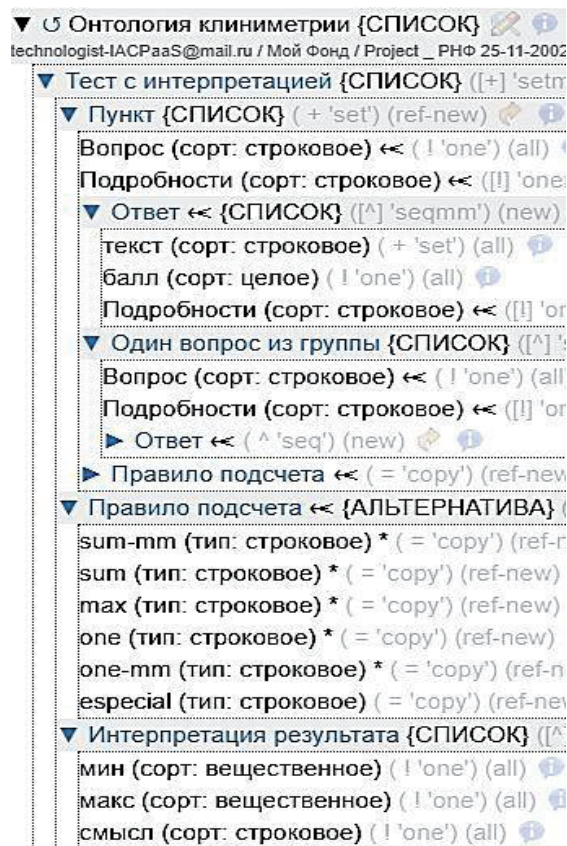 ▼ ↺ Онтология клиниметрии {СПИСОК}
technologist-IACPaaS@mail.ru / Мой Фонд / Project _ РНФ 25-11-2002
▼ Тест с интерпретацией {СПИСОК} ([+] 'setm
▼ Пункт {СПИСОК} ( + 'set') (ref-new)
Вопрос (сорт: строковое) ⤙ ( ! 'one') (all)
Подробности (сорт: строковое) ⤙ ([!] 'one
▼ Ответ ⤙ {СПИСОК} ([^] 'seqmm') (new)
текст (сорт: строковое) ( + 'set') (all)
балл (сорт: целое) ( ! 'one') (all)
Подробности (сорт: строковое) ⤙ ([!] 'or
▼ Один вопрос из группы {СПИСОК} ([^] 's
Вопрос (сорт: строковое) ⤙ ( ! 'one') (all
Подробности (сорт: строковое) ⤙ ([!] 'or
► Ответ ⤙ ( ^ 'seq') (new)
► Правило подсчета ⤙ ( = 'copy') (ref-new
▼ Правило подсчета ⤙ {АЛЬТЕРНАТИВА} (
sum-mm (тип: строковое) * ( = 'copy') (ref-r
sum (тип: строковое) * ( = 'copy') (ref-new)
max (тип: строковое) * ( = 'copy') (ref-new)
one (тип: строковое) * ( = 'copy') (ref-new)
one-mm (тип: строковое) * ( = 'copy') (ref-n
especial (тип: строковое) ( = 'copy') (ref-nev
▼ Интерпретация результата {СПИСОК} ([^
мин (сорт: вещественное) ( ! 'one') (all)
макс (сорт: вещественное) ( ! 'one') (all)
смысл (сорт: строковое) ( ! 'one') (all)